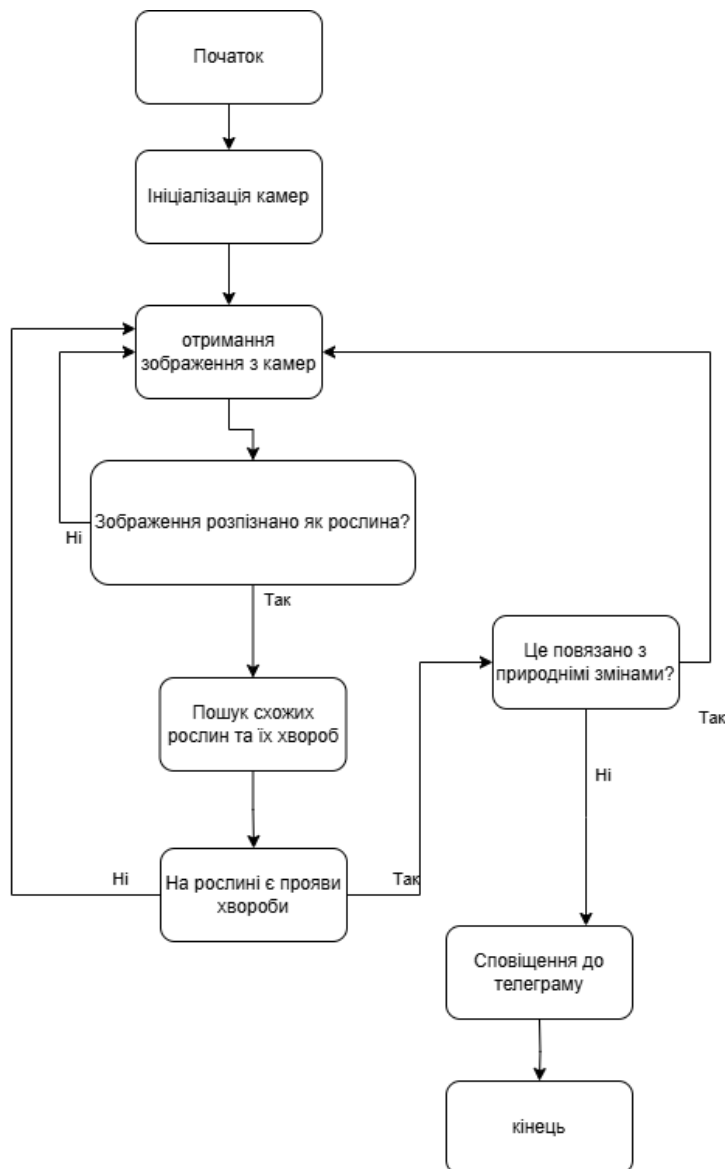 Початок
Ініціалізація камер
отримання
зображення з камер
Зображення розпізнано як рослина?
Ні
Так
Пошук схожих
рослин та їх хвороб
На рослині є прояви
хвороби
Ні
Так
Це повязано з
природнімі змінами?
Так
Ні
Сповіщення до
телеграму
кінець